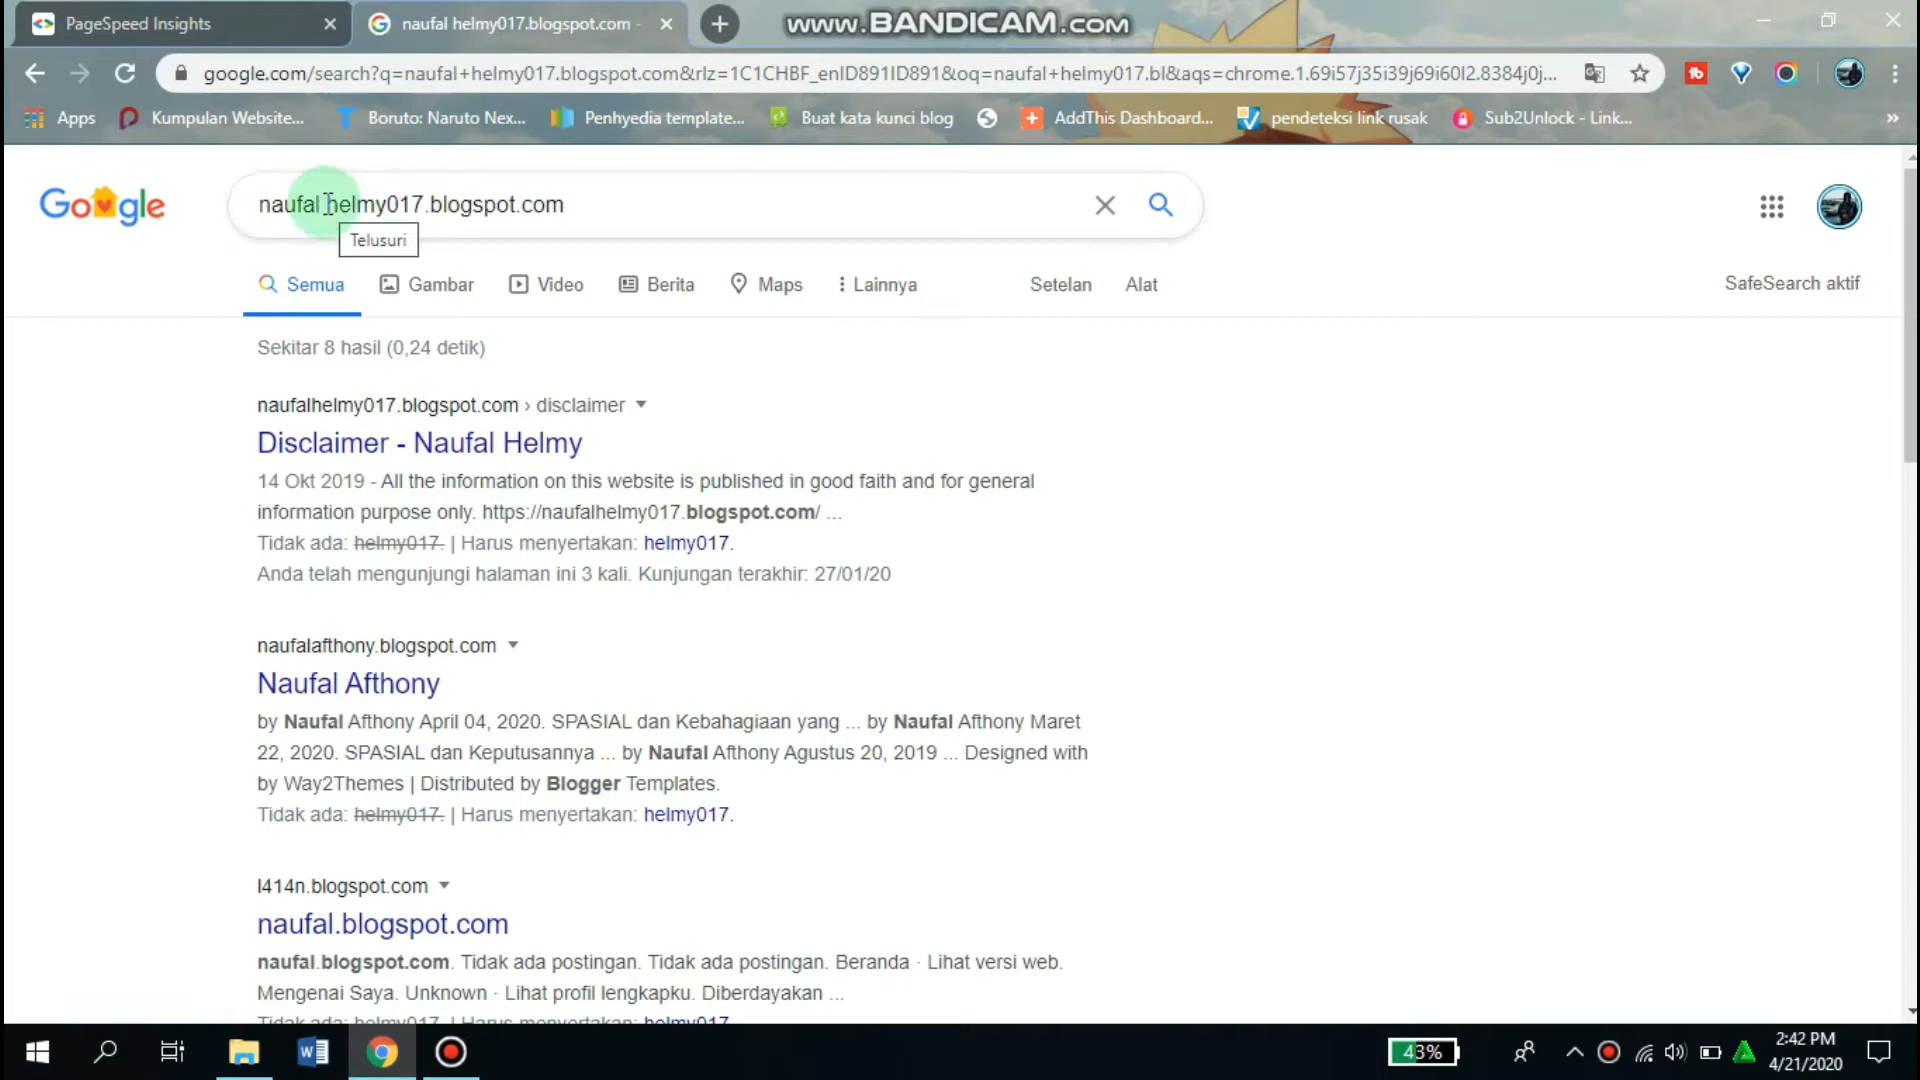 PageSpeed Insights
naufal helmy017.blogspot.com -
www.BANDICAM.com
google.com/search?q=naufal+helmy017.blogspot.com&rlz=1C1CHBF_enID891ID891&oq=naufal+helmy017.bl&aqs=chrome.1.69i57j35i39j69i60l2.8384j0j...
Apps
Kumpulan Website...
Boruto: Naruto Nex...
Penhyedia template...
Buat kata kunci blog
AddThis Dashboard...
pendeteksi link rusak
Sub2Unlock - Link...
»
Google
naufal helmy017.blogspot.com
Telusuri
Semua
Gambar
Video
Berita
Maps
Lainnya
Setelan
Alat
SafeSearch aktif
Sekitar 8 hasil (0,24 detik)
naufalhelmy017.blogspot.com › disclaimer
Disclaimer - Naufal Helmy
14 Okt 2019 - All the information on this website is published in good faith and for general
information purpose only. https://naufalhelmy017.blogspot.com/ ...
Tidak ada: helmy017. | Harus menyertakan: helmy017.
Anda telah mengunjungi halaman ini 3 kali. Kunjungan terakhir: 27/01/20
naufalafthony.blogspot.com
Naufal Afthony
by Naufal Afthony April 04, 2020. SPASIAL dan Kebahagiaan yang ... by Naufal Afthony Maret
22, 2020. SPASIAL dan Keputusannya ... by Naufal Afthony Agustus 20, 2019 ... Designed with
by Way2Themes | Distributed by Blogger Templates.
Tidak ada: helmy017. | Harus menyertakan: helmy017.
l414n.blogspot.com
naufal.blogspot.com
naufal.blogspot.com. Tidak ada postingan. Tidak ada postingan. Beranda · Lihat versi web.
Mengenai Saya. Unknown · Lihat profil lengkapku. Diberdayakan ...
Tidak ada: helmy017. | Harus menyertakan: helmy017.
43%
2:42 PM
4/21/2020